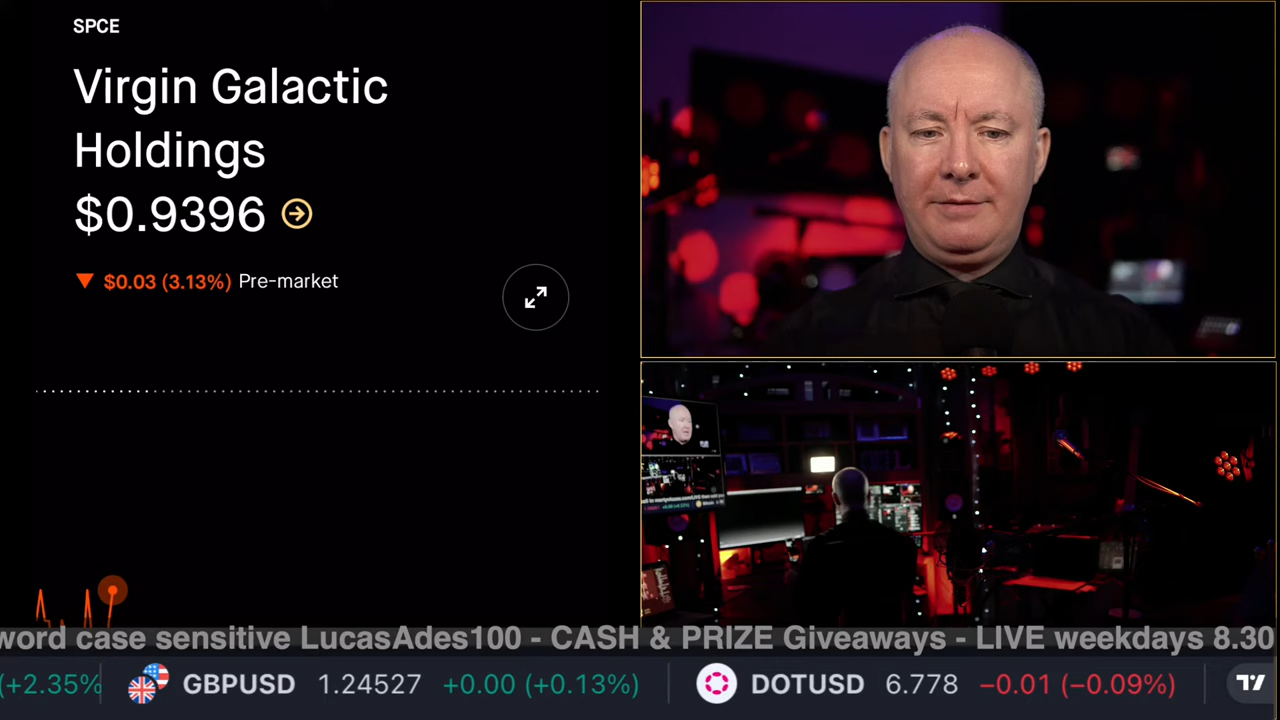 SPCE
Virgin Galactic
Holdings
$0.9396
$0.03 (3.13%) Pre-market
word case sensitive LucasAdes100 - CASH & PRIZE Giveaways - LIVE weekdays 8.30
(+2.35%
GBPUSD 1.24527 +0.00 (+0.13%)
DOTUSD 6.778 −0.01 (−0.09%)